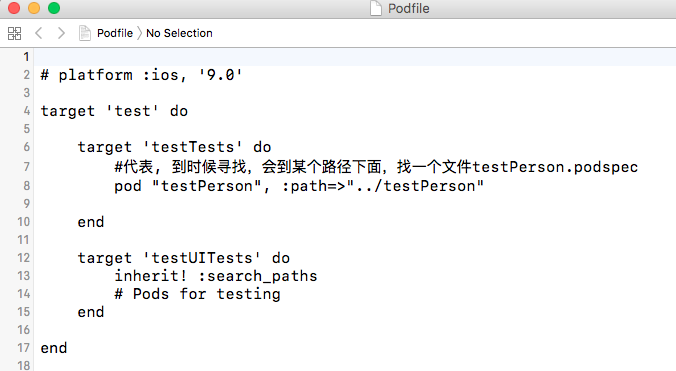 Podfile
Podfile No Selection
1
2 # platform :ios, '9.0'
3
4 target 'test' do
5
6 target 'testTests' do
7 #代表, 到时候寻找, 会到某个路径下面, 找一个文件testPerson.podspec
8 pod "testPerson", :path=>"../testPerson"
9
10 end
11
12 target 'testUITests' do
13 inherit! :search_paths
14 # Pods for testing
15 end
16
17 end
18